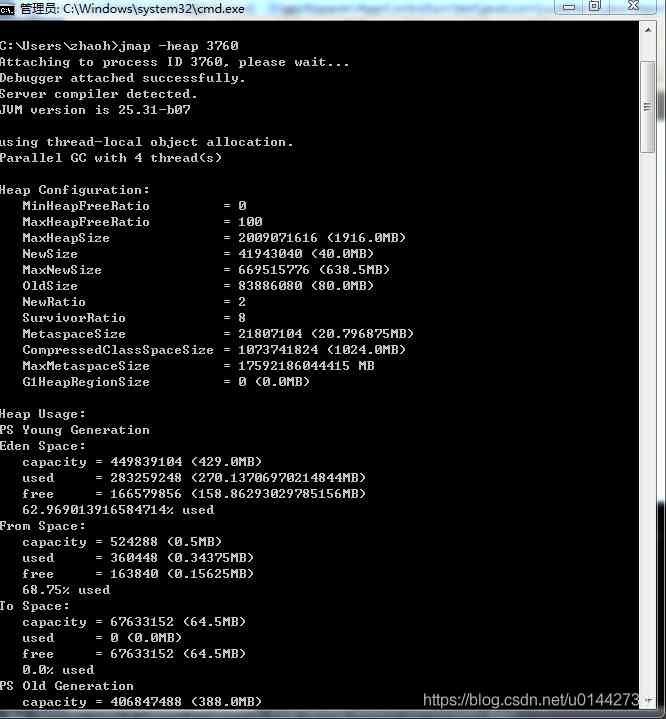 管理员: C:\Windows\system32\cmd.exe
C:\Users\zhaoh>jmap -heap 3760
Attaching to process ID 3760, please wait...
Debugger attached successfully.
Server compiler detected.
JVM version is 25.31-b07
using thread-local object allocation.
Parallel GC with 4 thread(s)
Heap Configuration:
MinHeapFreeRatio = 0
MaxHeapFreeRatio = 100
MaxHeapSize = 2009071616 (1916.0MB)
NewSize = 41943040 (40.0MB)
MaxNewSize = 669515776 (638.5MB)
OldSize = 83886080 (80.0MB)
NewRatio = 2
SurvivorRatio = 8
MetaspaceSize = 21807104 (20.796875MB)
CompressedClassSpaceSize = 1073741824 (1024.0MB)
MaxMetaspaceSize = 17592186044415 MB
G1HeapRegionSize = 0 (0.0MB)
Heap Usage:
PS Young Generation
Eden Space:
capacity = 449839104 (429.0MB)
used = 283259248 (270.13706970214844MB)
free = 166579856 (158.86293029785156MB)
62.969013916584714% used
From Space:
capacity = 524288 (0.5MB)
used = 360448 (0.34375MB)
free = 163840 (0.15625MB)
68.75% used
To Space:
capacity = 67633152 (64.5MB)
used = 0 (0.0MB)
free = 67633152 (64.5MB)
0.0% used
PS Old Generation
capacity = 406847488 (388.0MB)
https://blog.csdn.net/u0144273